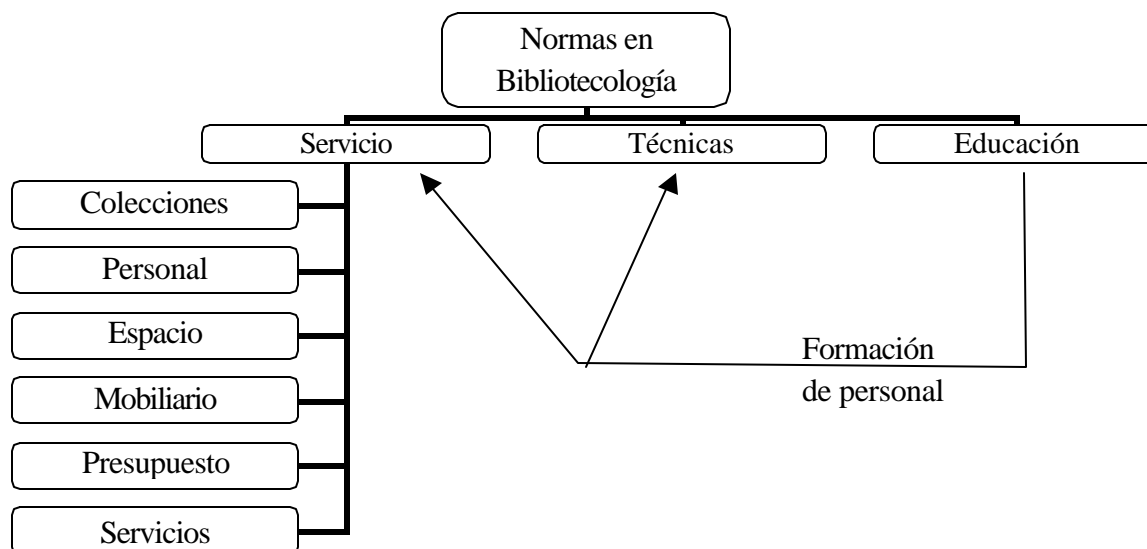 Normas en
Bibliotecología
Servicio
Técnicas
Educación
Colecciones
Personal
Espacio
Mobiliario
Presupuesto
Servicios
Formación
de personal